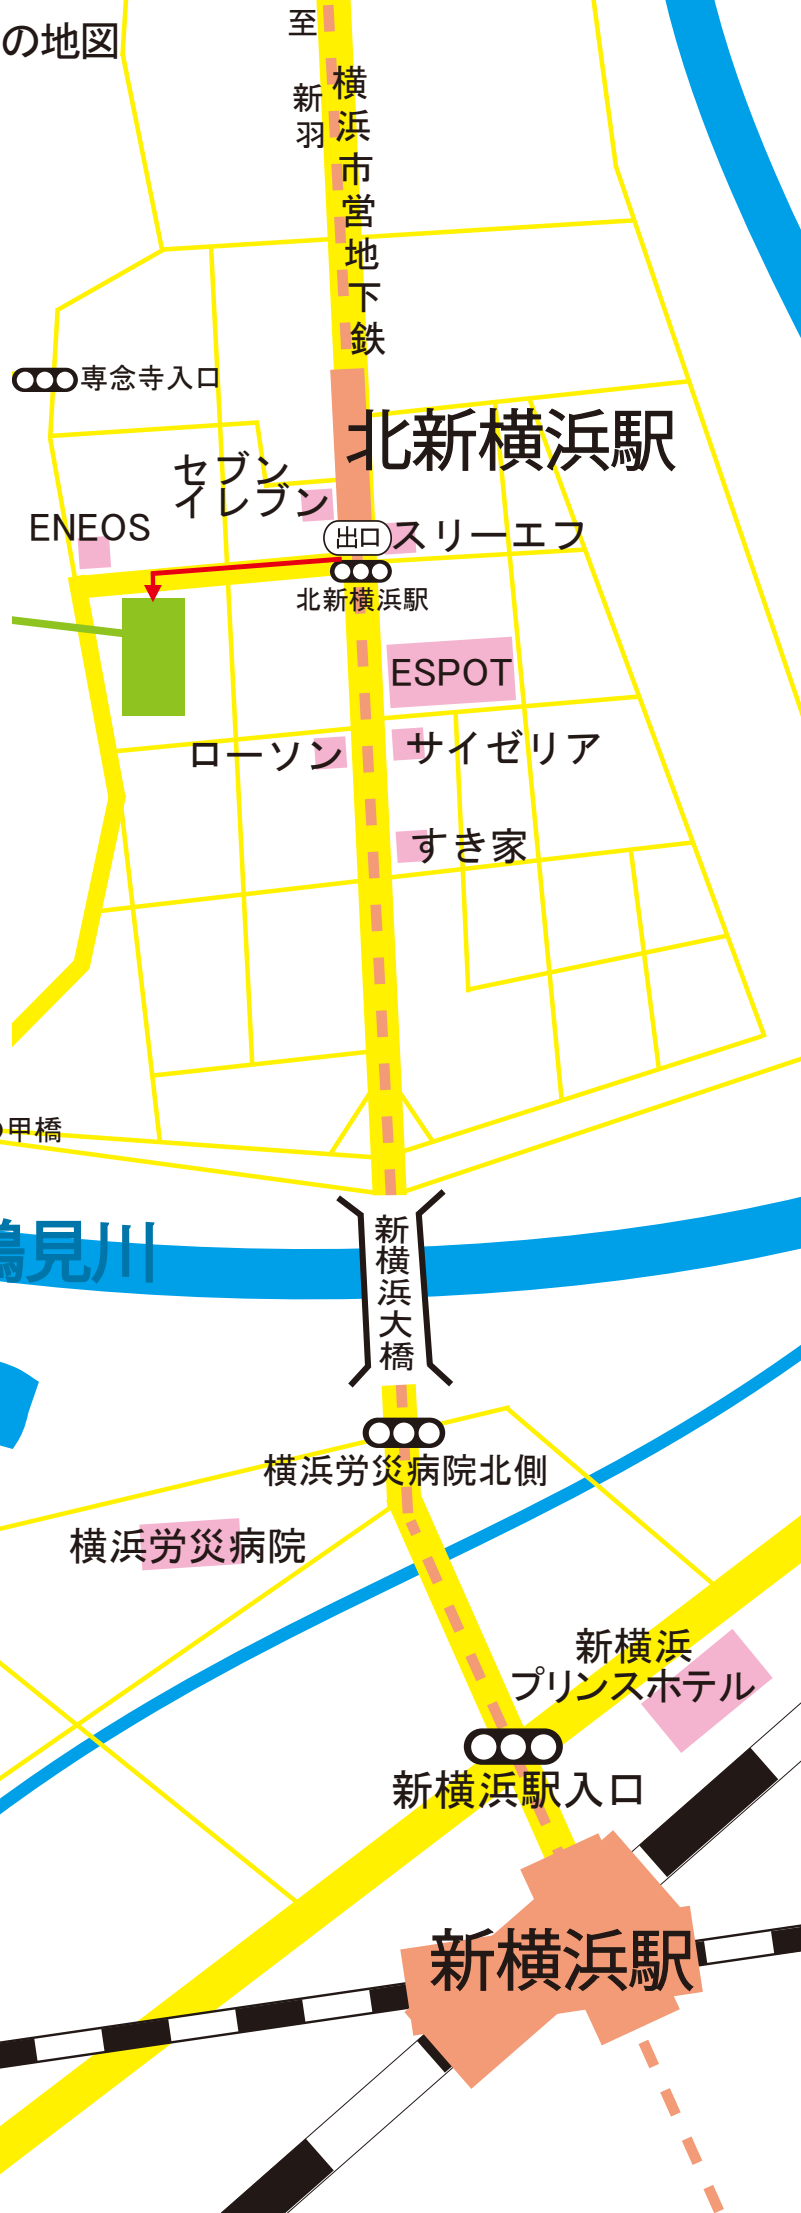 の地図
至
新羽
横浜市営地下鉄
専念寺入口
北新横浜駅
セブン
イレブン
ENEOS
出口
スリーエフ
北新横浜駅
ESPOT
ローソン
サイゼリア
すき家
甲橋
鶴見川
新横浜大橋
横浜労災病院北側
横浜労災病院
新横浜
プリンスホテル
新横浜駅入口
新横浜駅